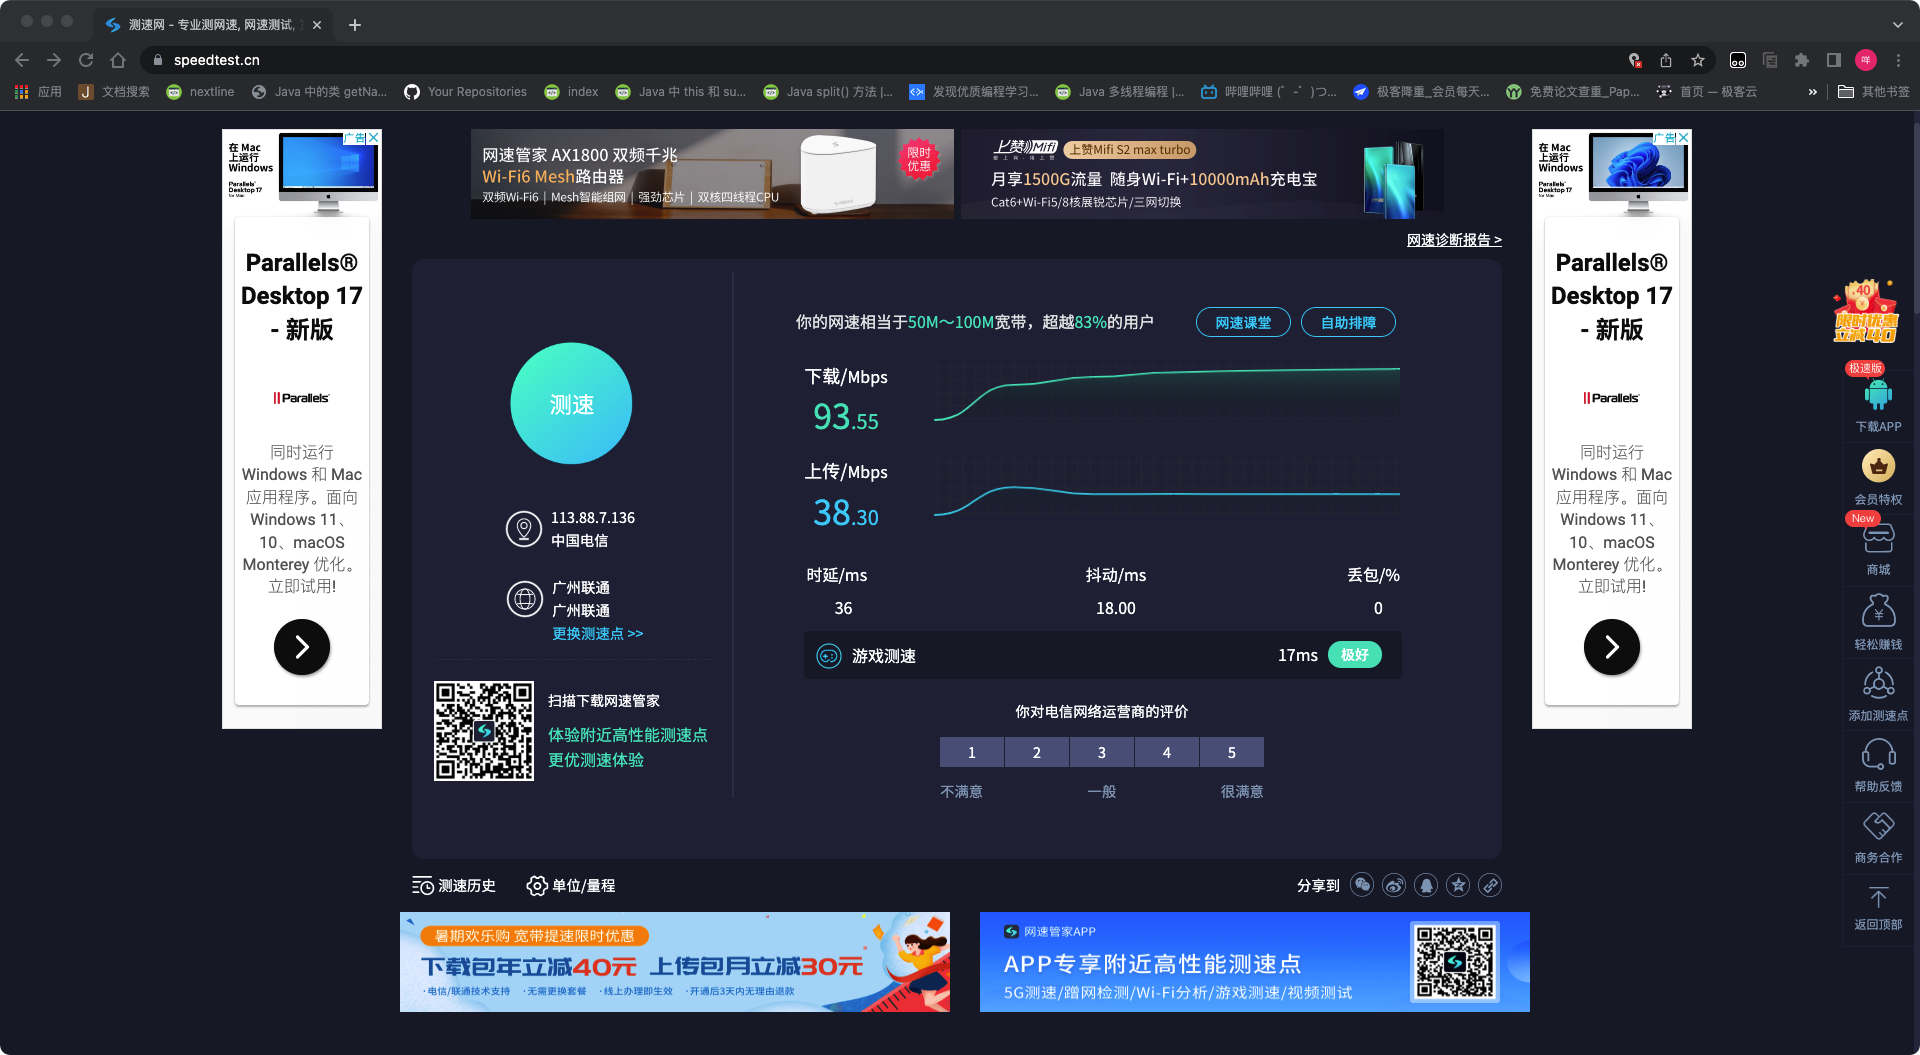 测速网 - 专业测网速, 网速测试,
speedtest.cn
应用
文档搜索
nextline
Java 中的类 getNa...
Your Repositories
index
Java 中 this 和 su...
Java split() 方法 |...
发现优质编程学习...
Java 多线程编程 |...
哔哩哔哩 (゜-゜)つ...
极客降重_会员每天...
免费论文查重_Pap...
首页 — 极客云
»
其他书签
广告
在 Mac
上运行
Windows
Parallels®
Desktop 17
for Mac
Parallels®
Desktop 17
- 新版
Parallels
同时运行
Windows 和 Mac
应用程序。面向
Windows 11、
10、macOS
Monterey 优化。
立即试用!
网速管家 AX1800 双频千兆
Wi-Fi6 Mesh路由器
双频Wi-Fi6 | Mesh智能组网 | 强劲芯片 | 双核四线程CPU
限时
优惠
上赞Mifi
上赞Mifi S2 max turbo
月享1500G流量 随身Wi-Fi+10000mAh充电宝
Cat6+Wi-Fi5/8核展锐芯片/三网切换
广告
在 Mac
上运行
Windows
Parallels®
Desktop 17
for Mac
Parallels®
Desktop 17
- 新版
Parallels
同时运行
Windows 和 Mac
应用程序。面向
Windows 11、
10、macOS
Monterey 优化。
立即试用!
网速诊断报告 >
测速
113.88.7.136
中国电信
广州联通
广州联通
更换测速点 >>
扫描下载网速管家
体验附近高性能测速点
更优测速体验
你的网速相当于50M～100M宽带，超越83%的用户
网速课堂
自助排障
下载/Mbps
93.55
上传/Mbps
38.30
时延/ms
抖动/ms
丢包/%
36
18.00
0
游戏测速
17ms
极好
你对电信网络运营商的评价
1
2
3
4
5
不满意
一般
很满意
测速历史
单位/量程
分享到
暑期欢乐购 宽带提速限时优惠
下载包年立减40元 上传包月立减30元
·电信/联通技术支持 ·无需更换套餐 ·线上办理即生效 ·开通后3天内无理由退款
网速管家APP
APP专享附近高性能测速点
5G测速/蹭网检测/Wi-Fi分析/游戏测速/视频测试
40
限时优惠
立减40
极速版
下载APP
会员特权
New
商城
轻松赚钱
添加测速点
帮助反馈
商务合作
返回顶部